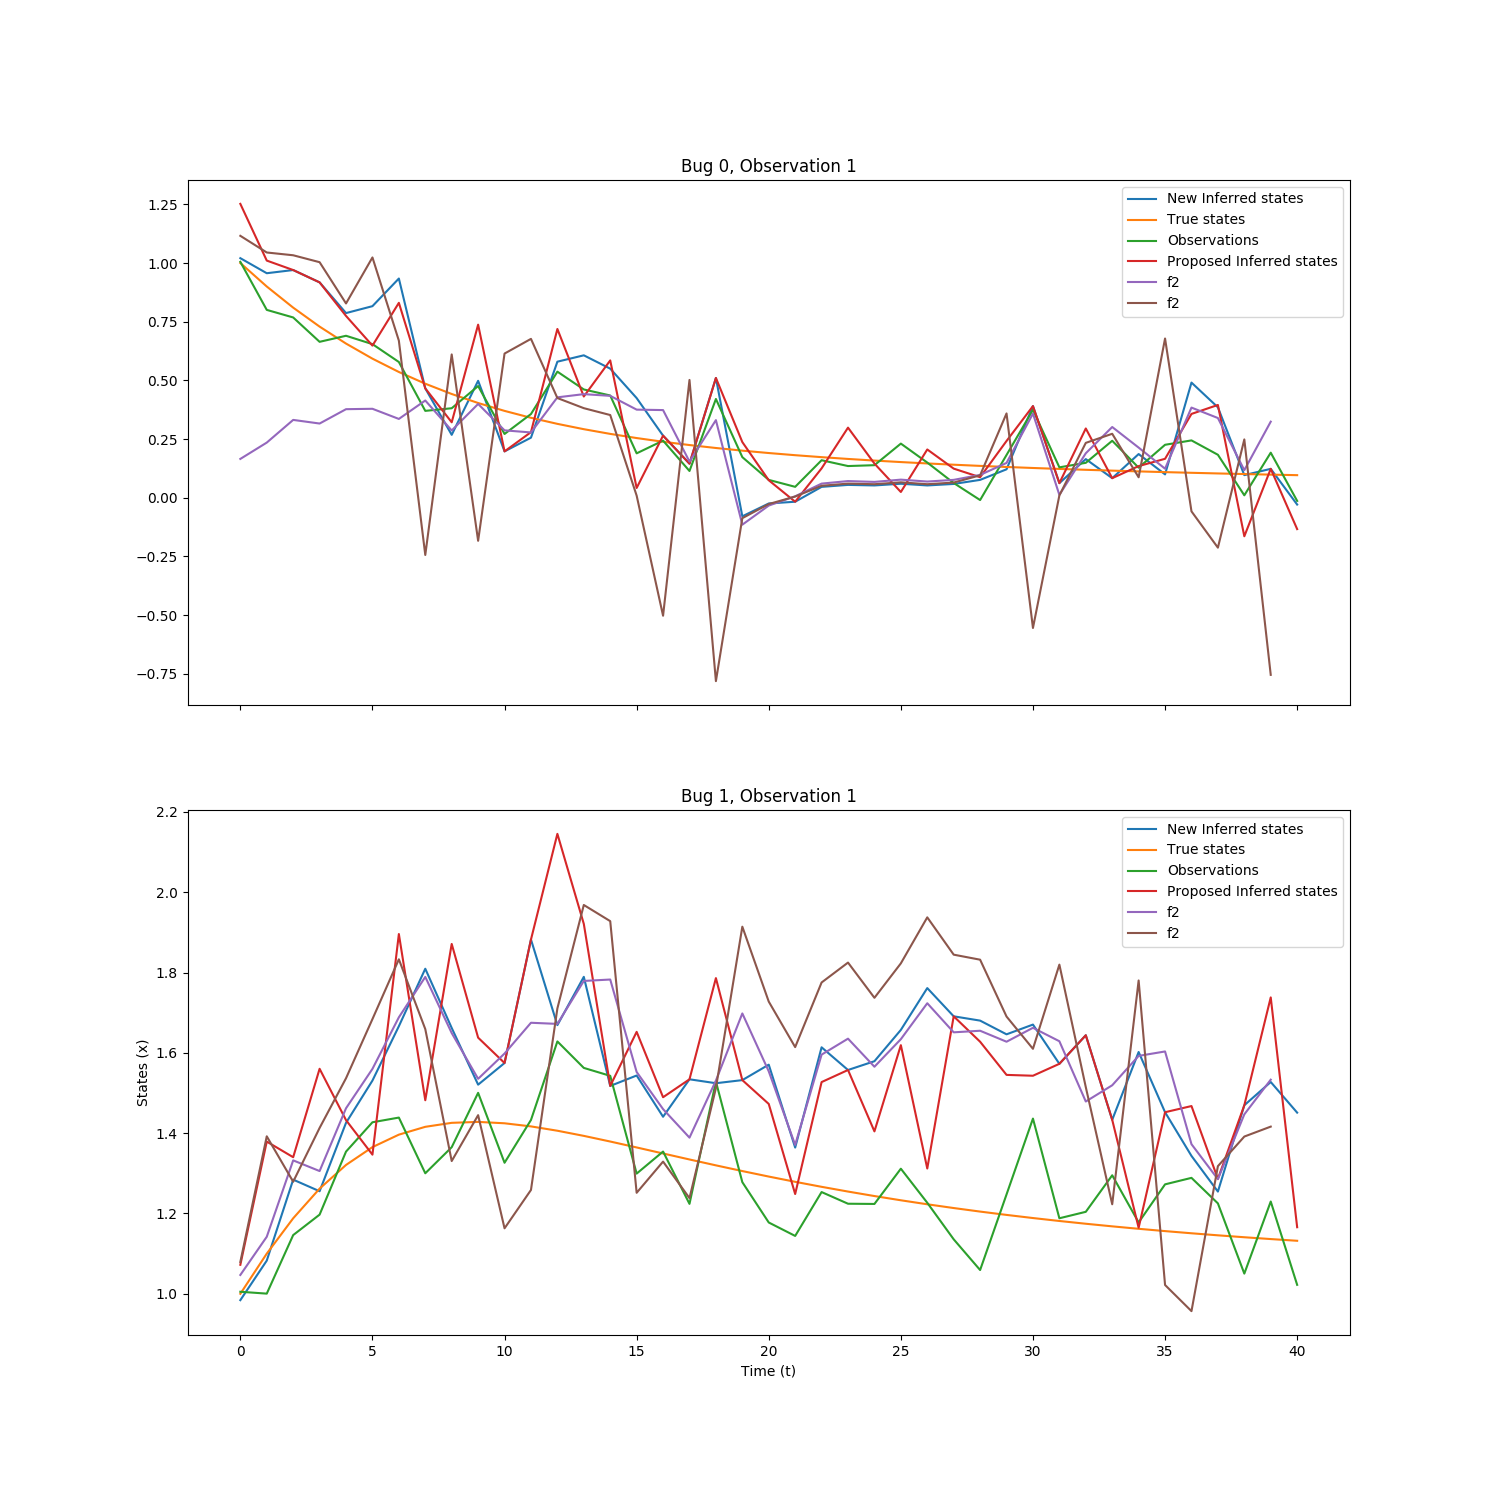 Bug 0, Observation 1
1.25
1.00
0.75
0.50
0.25
0.00
−0.25
−0.50
−0.75
New Inferred states
True states
Observations
Proposed Inferred states
f2
f2
Bug 1, Observation 1
2.2
2.0
1.8
1.6
1.4
1.2
1.0
States (x)
New Inferred states
True states
Observations
Proposed Inferred states
f2
f2
0 5 10 15 20 25 30 35 40
Time (t)